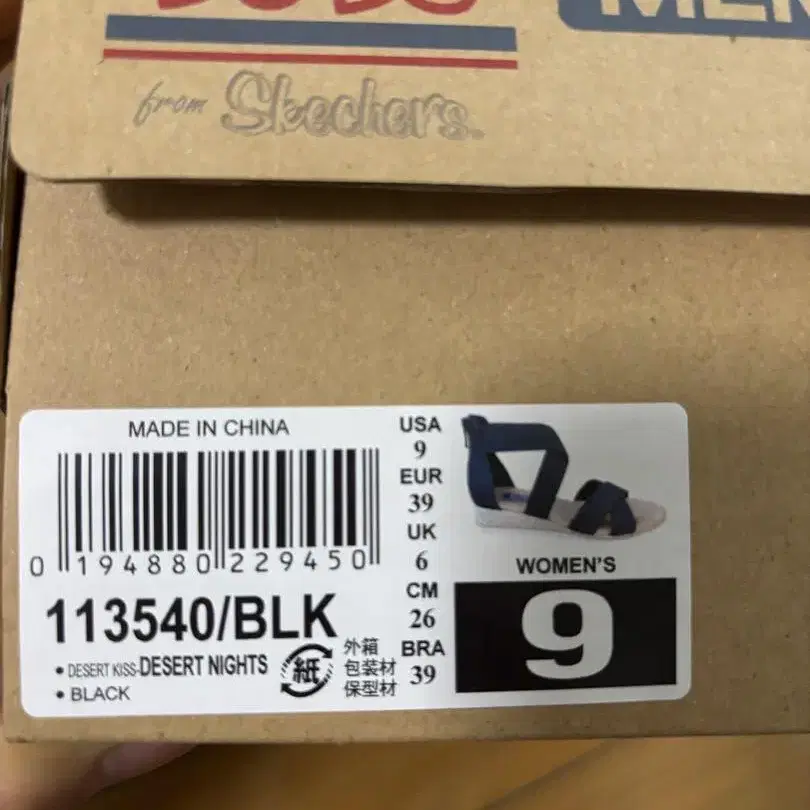 MEM
from Skechers
MADE IN CHINA
0 194880 229450
113540/BLK
• DESERT KISS-DESERT NIGHTS
• BLACK
紙
外箱
包装材
保型材
USA
9
EUR
39
UK
6
CM
26
BRA
39
WOMEN'S
9